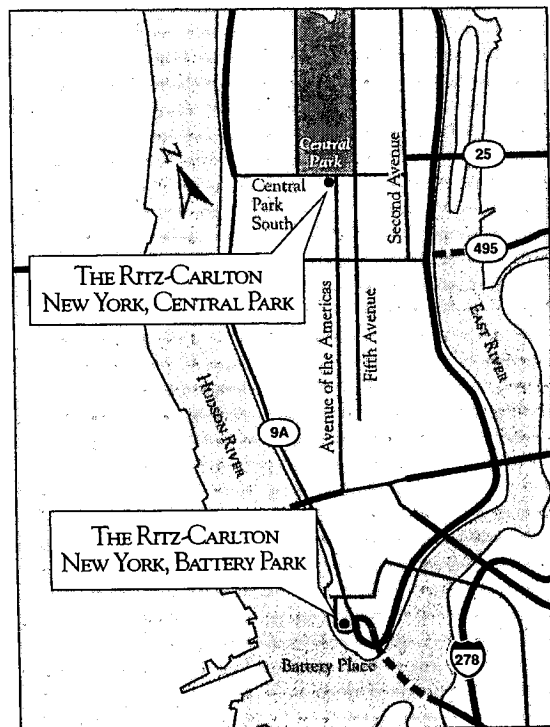 Central
Park
25
N
Central
Park
South
Second Avenue
495
THE RITZ-CARLTON
NEW YORK, CENTRAL PARK
Avenue of the Americas
Fifth Avenue
EAST RIVER
HUDSON RIVER
9A
THE RITZ-CARLTON
NEW YORK, BATTERY PARK
Battery Place
278